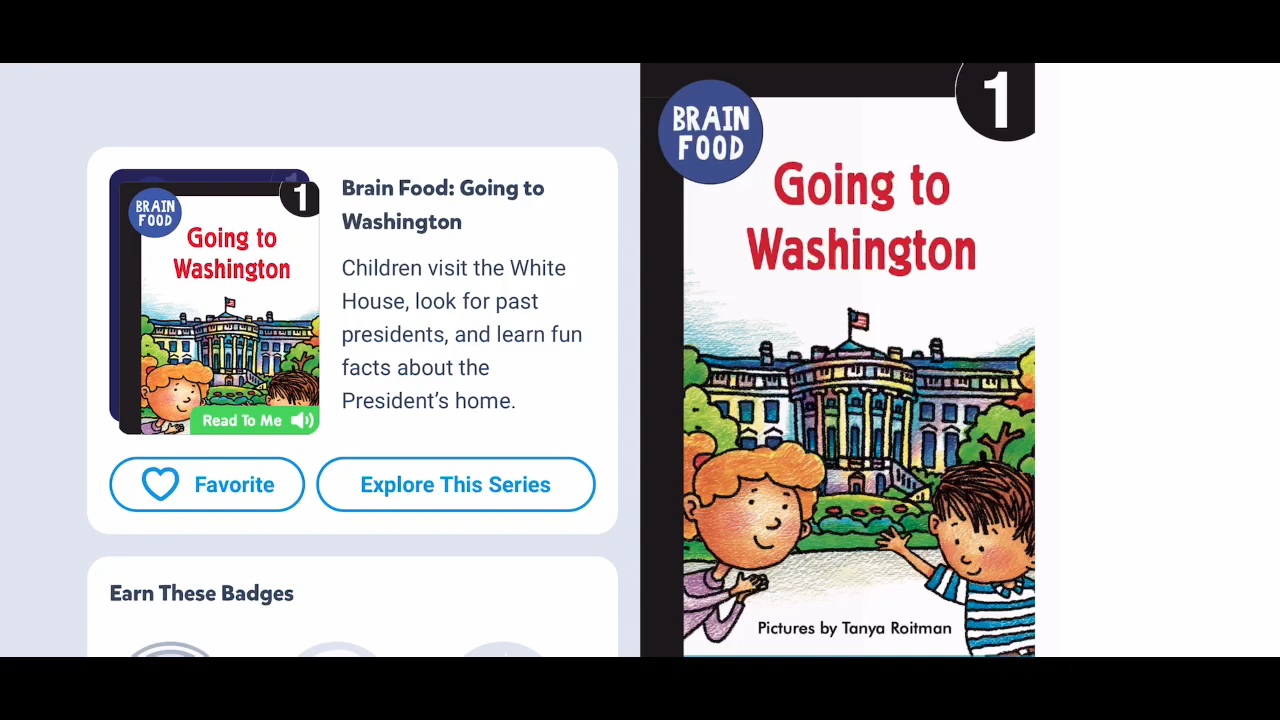 BRAIN
FOOD
1
Going to
Washington
Read To Me
Brain Food: Going to
Washington
Children visit the White
House, look for past
presidents, and learn fun
facts about the
President's home.
Favorite
Explore This Series
Earn These Badges
BRAIN
FOOD
1
Going to
Washington
Pictures by Tanya Roitman